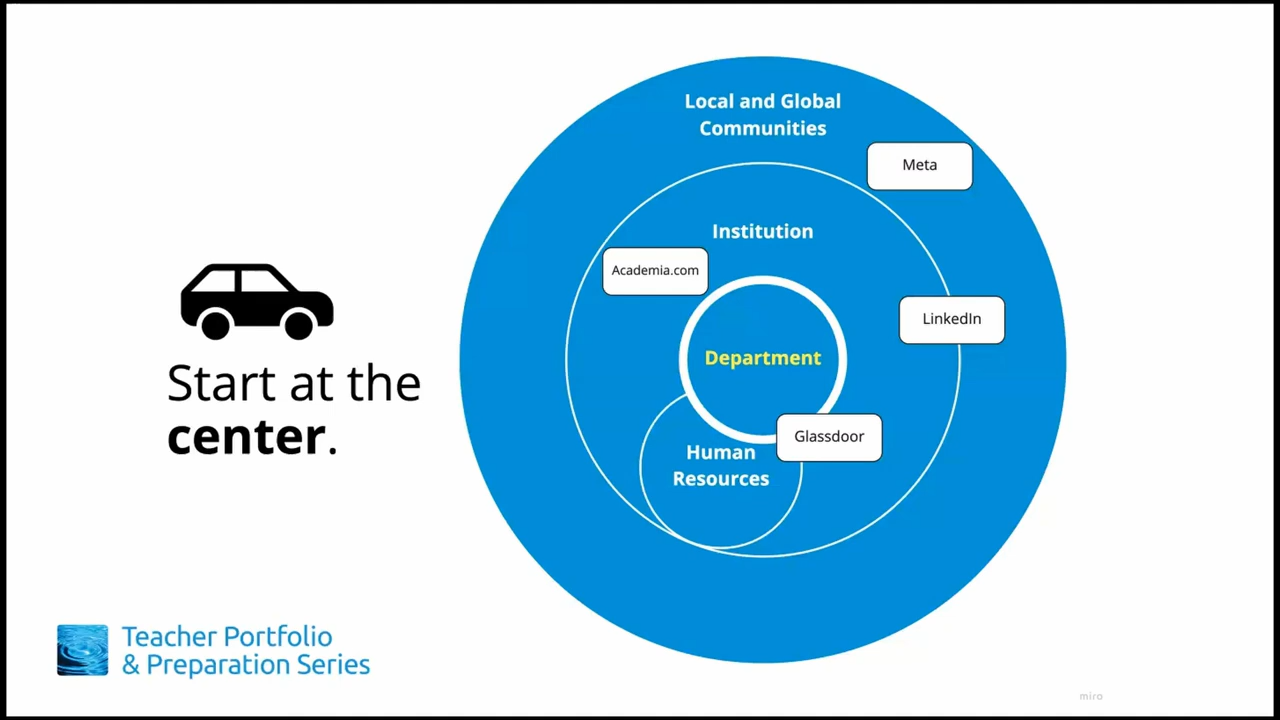 Local and Global
Communities
Meta
Institution
Academia.com
LinkedIn
Department
Glassdoor
Human
Resources
Start at the
center.
Teacher Portfolio
& Preparation Series
miro